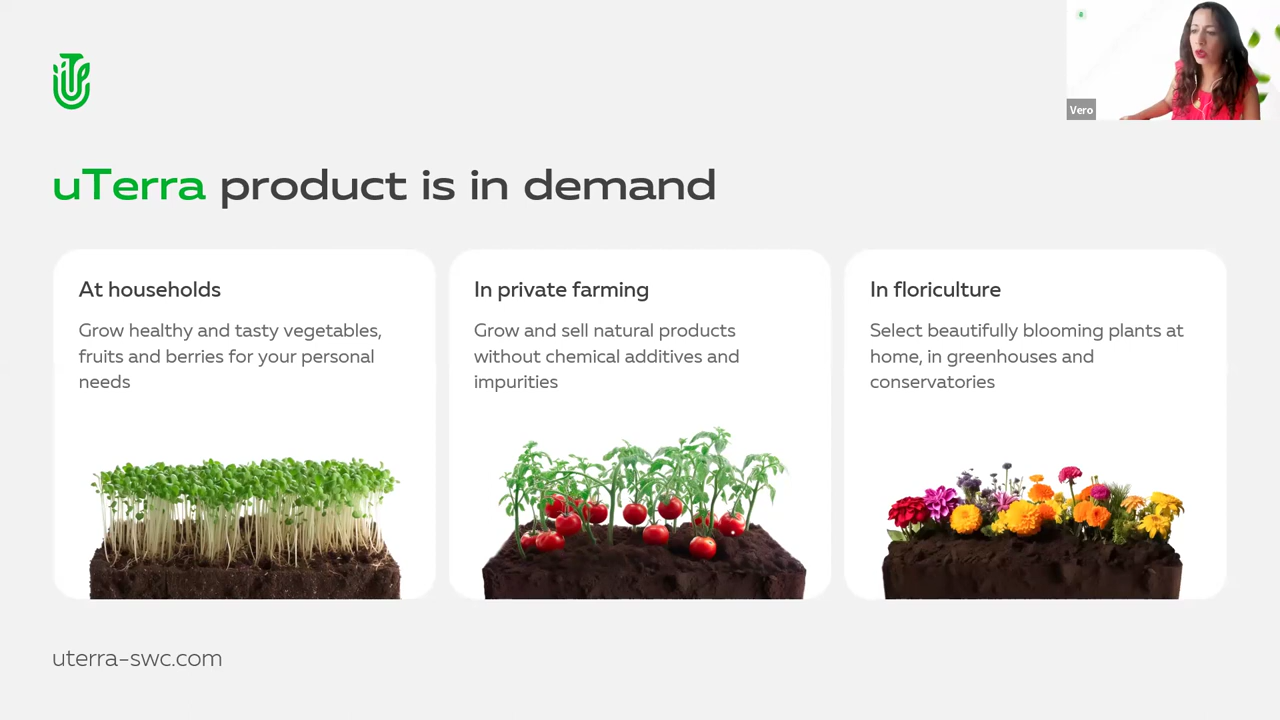 Vero
uTerra product is in demand
At households
Grow healthy and tasty vegetables,
fruits and berries for your personal
needs
In private farming
Grow and sell natural products
without chemical additives and
impurities
In floriculture
Select beautifully blooming plants at
home, in greenhouses and
conservatories
uterra-swc.com